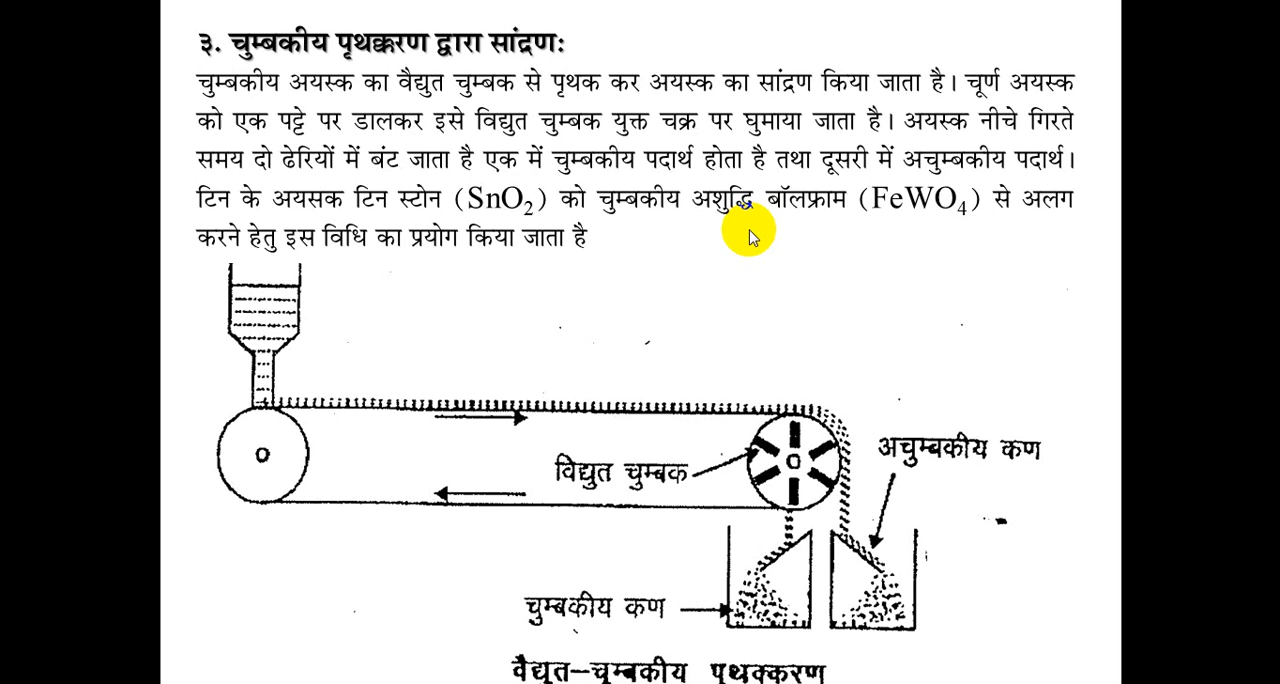 ३. चुम्बकीय पृथक्करण द्वारा सांद्रण:
चुम्बकीय अयस्क का वैद्युत चुम्बक से पृथक कर अयस्क का सांद्रण किया जाता है। चूर्ण अयस्क
को एक पट्टे पर डालकर इसे विद्युत चुम्बक युक्त चक्र पर घुमाया जाता है। अयस्क नीचे गिरते
समय दो ढेरियों में बंट जाता है एक में चुम्बकीय पदार्थ होता है तथा दूसरी में अचुम्बकीय पदार्थ।
टिन के अयसक टिन स्टोन (SnO₂) को चुम्बकीय अशुद्धि बॉलफ्राम (FeWO₄) से अलग
करने हेतु इस विधि का प्रयोग किया जाता है
अचुम्बकीय कण
विद्युत चुम्बक
चुम्बकीय कण
वैद्युत-चुम्बकीय पृथक्करण